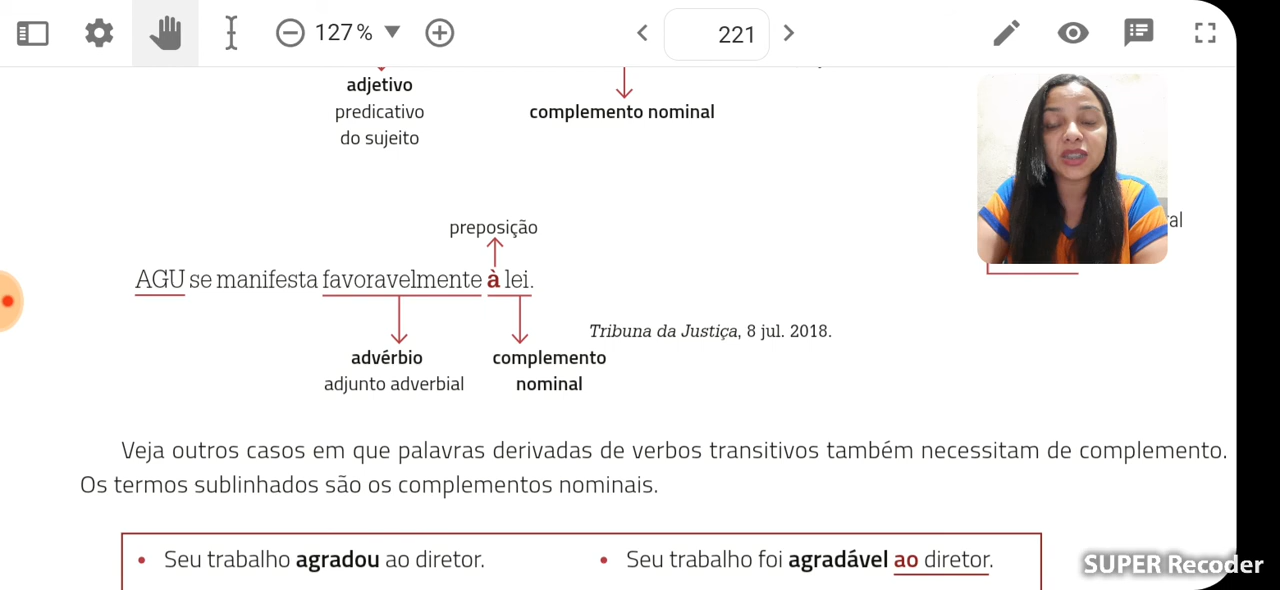 127%
221
adjetivo
predicativo
do sujeito
complemento nominal
preposição
al
AGU se manifesta favoravelmente à lei.
Tribuna da Justiça, 8 jul. 2018.
advérbio
adjunto adverbial
complemento
nominal
Veja outros casos em que palavras derivadas de verbos transitivos também necessitam de complemento.
Os termos sublinhados são os complementos nominais.
• Seu trabalho agradou ao diretor.
• Seu trabalho foi agradável ao diretor.
SUPER Recoder